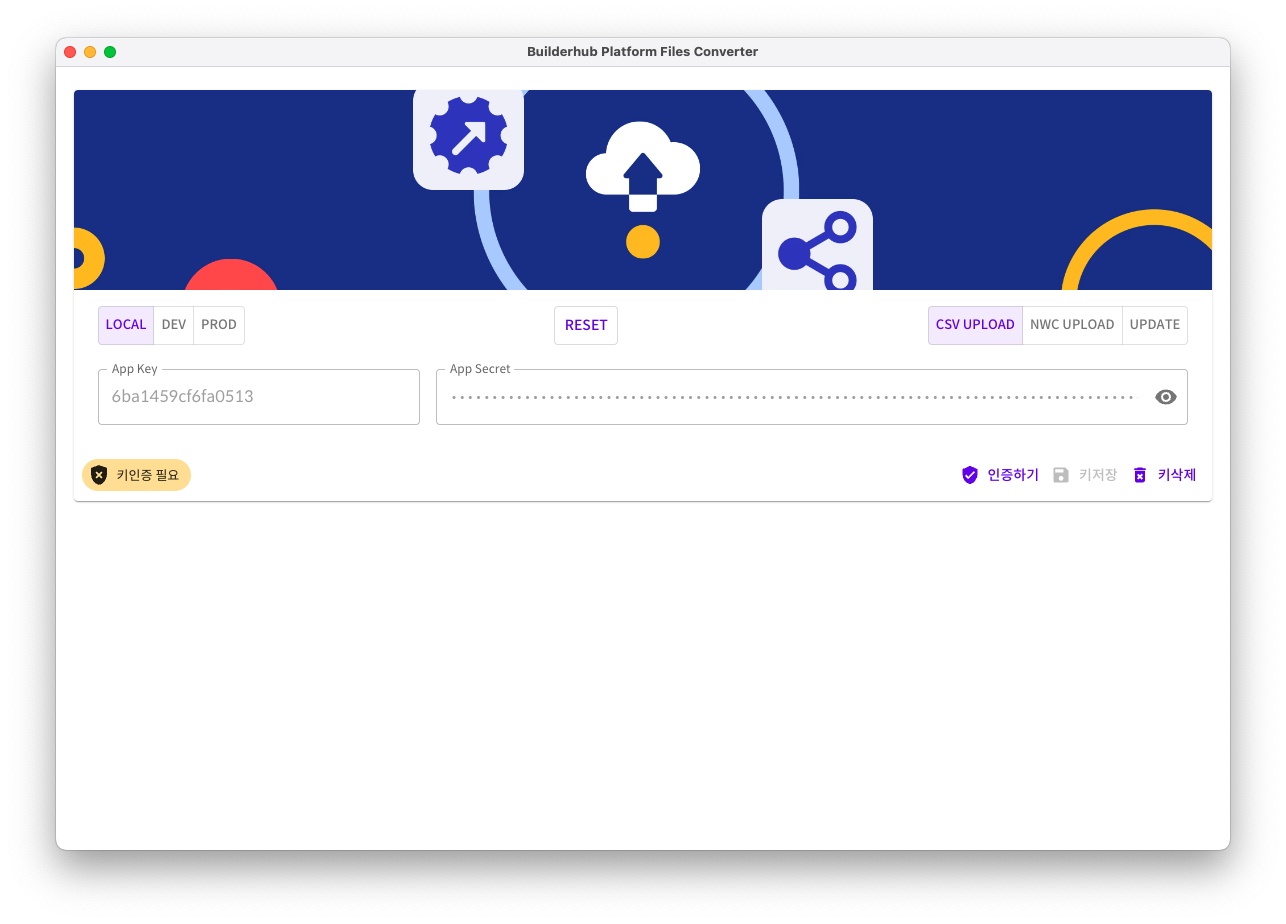 Builderhub Platform Files Converter
LOCAL DEV PROD RESET CSV UPLOAD NWC UPLOAD UPDATE
App Key App Secret
6ba1459cf6fa0513
키인증 필요 인증하기 키저장 키삭제